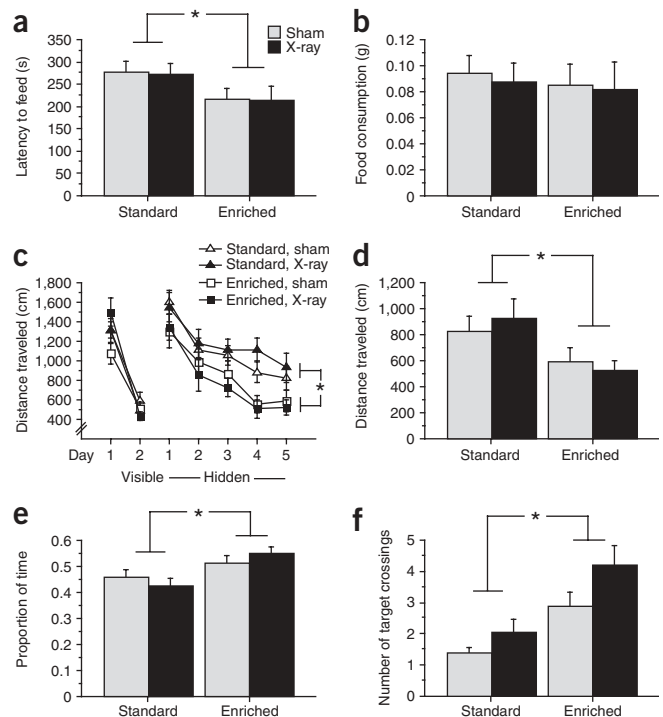 a
*
Sham
X-ray
Latency to feed (s)
350
300
250
200
150
100
50
0
Standard
Enriched
b
Food consumption (g)
0.12
0.10
0.08
0.06
0.04
0.02
0
Standard
Enriched
c
Standard, sham
Standard, X-ray
Enriched, sham
Enriched, X-ray
Distance traveled (cm)
1,800
1,600
1,400
1,200
1,000
800
600
400
*
Day 1 2 1 2 3 4 5
Visible Hidden
d
*
Distance traveled (cm)
1,200
1,000
800
600
400
200
0
Standard
Enriched
e
*
Proportion of time
0.6
0.5
0.4
0.3
0.2
0.1
0
Standard
Enriched
f
*
Number of target crossings
5
4
3
2
1
0
Standard
Enriched